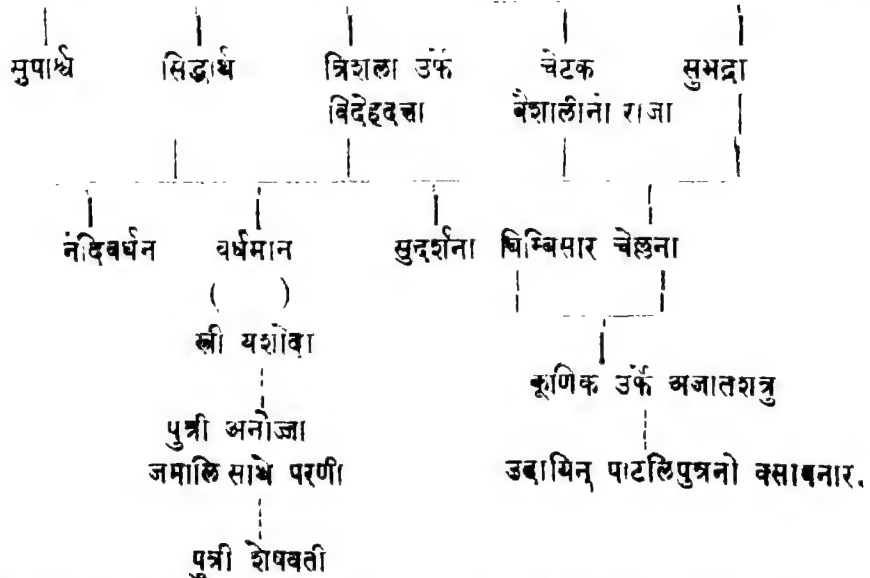 सुपार्श्व सिद्धार्थ त्रिशला उर्फे चेटक सुभद्रा
विदेहदत्ता वैशालीनो राजा
नंदिवर्धन वर्धमान सुदर्शना बिम्बिसार चेल्लना
( )
स्त्री यशोदा
कूणिक उर्फे अजातशत्रु
पुत्री अनोज्जा
जमालि साथे परणी उदायिन् पाटलिपुत्रनो वसावनार.
पुत्री शेषवती